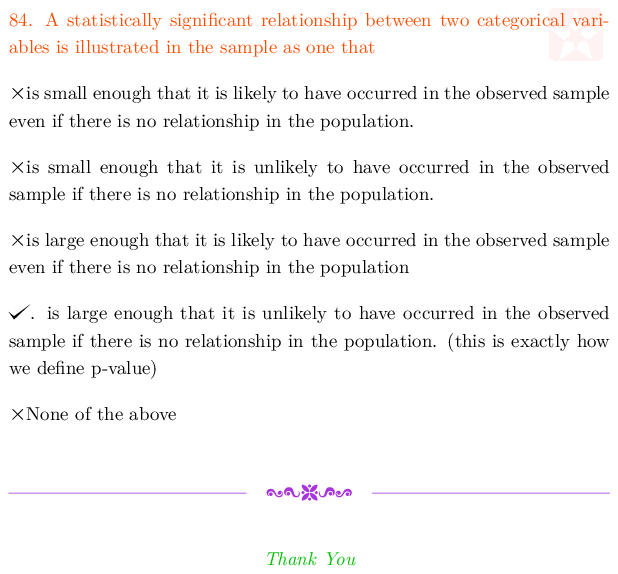 84. A statistically significant relationship between two categorical vari-
ables is illustrated in the sample as one that
×is small enough that it is likely to have occurred in the observed sample
even if there is no relationship in the population.
×is small enough that it is unlikely to have occurred in the observed
sample if there is no relationship in the population.
×is large enough that it is likely to have occurred in the observed sample
even if there is no relationship in the population
✓. is large enough that it is unlikely to have occurred in the observed
sample if there is no relationship in the population. (this is exactly how
we define p-value)
×None of the above
Thank You